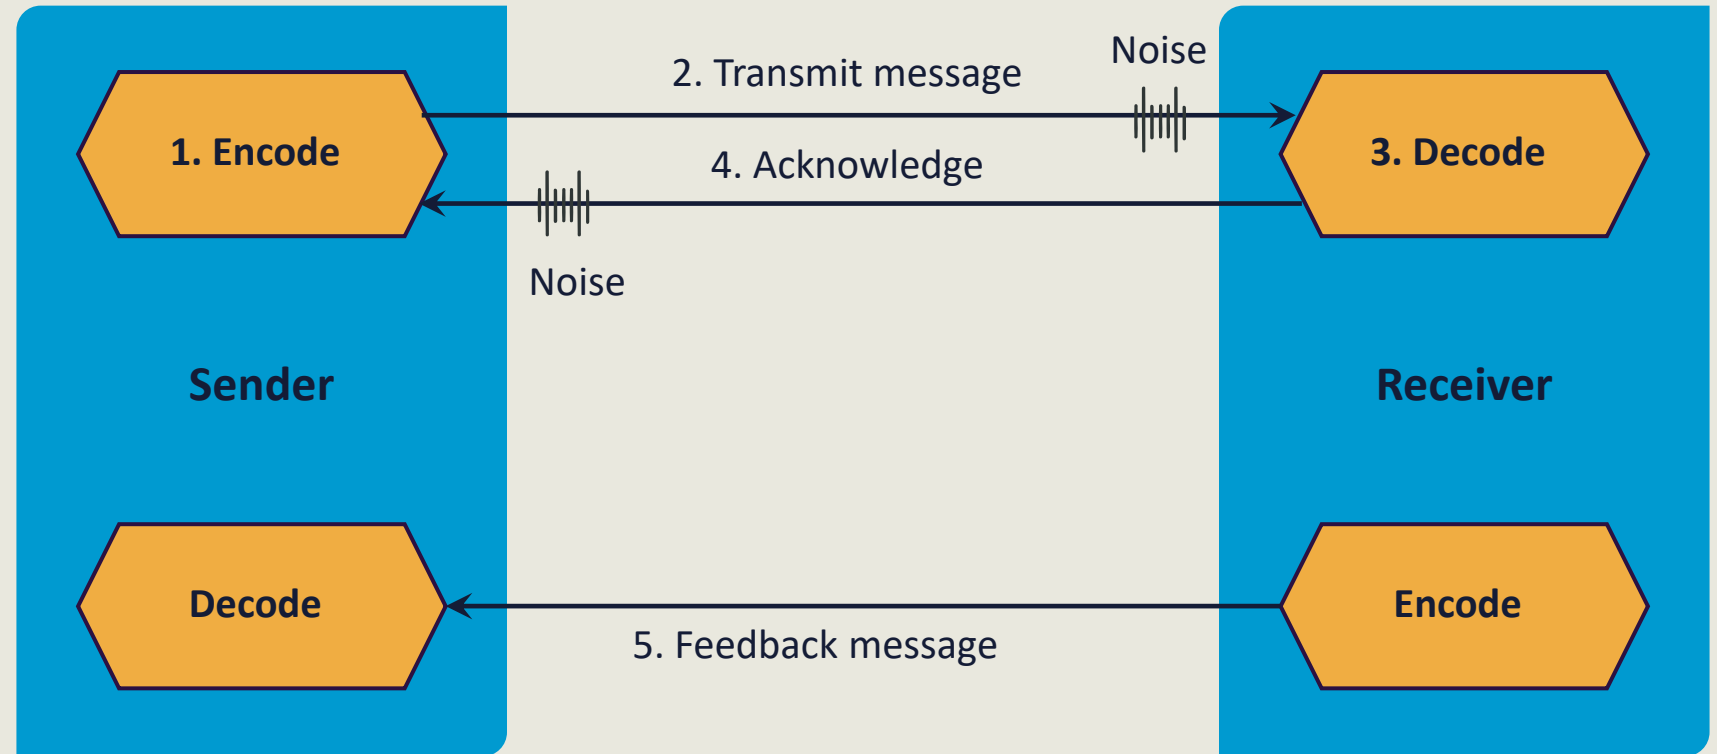 Noise
2. Transmit message
1. Encode
3. Decode
4. Acknowledge
Noise
Sender
Receiver
Decode
Encode
5. Feedback message